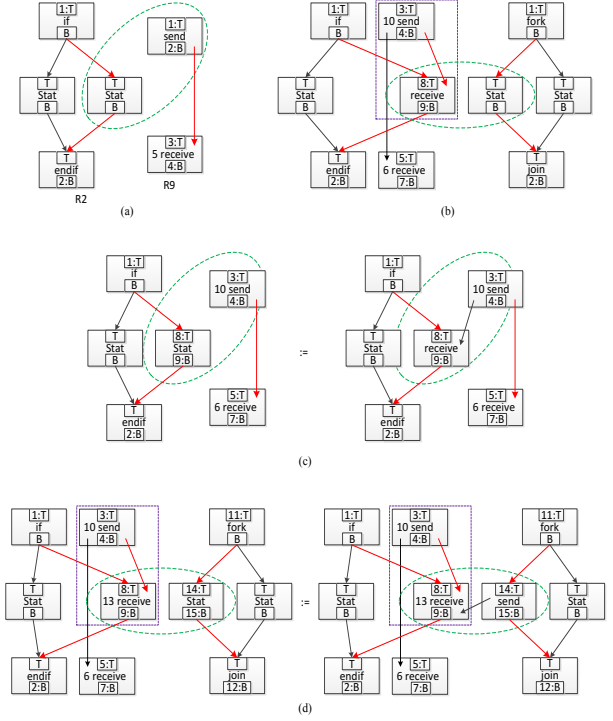 1:T 1:T
if send
B 2:B
T T
Stat Stat
B B
T 3:T
endif 5 receive
2:B 4:B
R2 R9
(a)
1:T 3:T 1:T
if 10 send fork
B 4:B B
8:T T T
Stat receive Stat Stat
B 9:B B B
T 5:T T
endif 6 receive join
2:B 7:B 2:B
(b)
1:T 3:T 1:T 3:T
if 10 send if 10 send
B 4:B B 4:B
T 8:T T 8:T
Stat Stat := Stat receive
B 9:B B 9:B
T 5:T T 5:T
endif 6 receive endif 6 receive
2:B 7:B 2:B 7:B
(c)
1:T 3:T 11:T 1:T 3:T 11:T
if 10 send fork if 10 send fork
B 4:B B B 4:B B
T 8:T 14:T T T 8:T 14:T T
Stat 13 receive Stat Stat := Stat 13 receive send Stat
B 9:B 15:B B B 9:B 15:B B
T 5:T T T 5:T T
endif 6 receive join endif 6 receive join
2:B 7:B 12:B 2:B 7:B 12:B
(d)